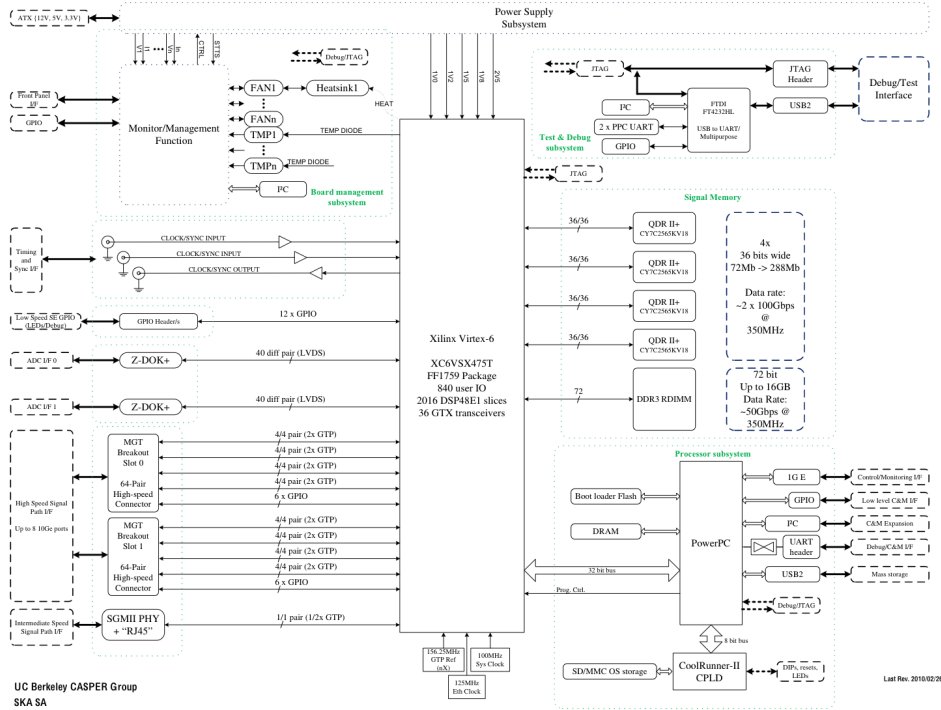 ATX {12V, 5V, 3.3V}
Power Supply
Subsystem
V1
I1
Vn
In
CTRL
STTS
1V0
1V2
1V5
1V8
2V5
Debug/JTAG
Front Panel
I/F
GPIO
Monitor/Management
Function
FAN1
Heatsink1
HEAT
FANn
TMP1
TEMP DIODE
TMPn
TEMP DIODE
I²C
Board management
subsystem
JTAG
JTAG
Header
Debug/Test
Interface
I²C
2 x PPC UART
GPIO
FTDI
FT4232HL
USB to UART/
Multipurpose
USB2
Test & Debug
subsystem
JTAG
Timing
and
Sync I/F
CLOCK/SYNC INPUT
CLOCK/SYNC INPUT
CLOCK/SYNC OUTPUT
Low Speed SE GPIO
(LEDs/Debug)
GPIO Header/s
12 x GPIO
ADC I/F 0
Z-DOK+
40 diff pair (LVDS)
ADC I/F 1
Z-DOK+
40 diff pair (LVDS)
High Speed Signal
Path I/F
Up to 8 10Ge ports
MGT
Breakout
Slot 0
64-Pair
High-speed
Connector
4/4 pair (2x GTP)
4/4 pair (2x GTP)
4/4 pair (2x GTP)
4/4 pair (2x GTP)
6 x GPIO
MGT
Breakout
Slot 1
64-Pair
High-speed
Connector
4/4 pair (2x GTP)
4/4 pair (2x GTP)
4/4 pair (2x GTP)
4/4 pair (2x GTP)
6 x GPIO
Intermediate Speed
Signal Path I/F
SGMII PHY
+ “RJ45”
1/1 pair (1/2x GTP)
Xilinx Virtex-6
XC6VSX475T
FF1759 Package
840 user IO
2016 DSP48E1 slices
36 GTX transceivers
156.25MHz
GTP Ref
(nX)
100MHz
Sys Clock
125MHz
Eth Clock
Signal Memory
36/36
QDR II+
CY7C2565KV18
36/36
QDR II+
CY7C2565KV18
36/36
QDR II+
CY7C2565KV18
36/36
QDR II+
CY7C2565KV18
72
DDR3 RDIMM
4x
36 bits wide
72Mb -> 288Mb
Data rate:
~2 x 100Gbps
@
350MHz
72 bit
Up to 16GB
Data Rate:
~50Gbps @
350MHz
Processor subsystem
Boot loader Flash
DRAM
PowerPC
32 bit bus
Prog. Ctrl.
1G E
Control/Monitoring I/F
GPIO
Low level C&M I/F
I²C
C&M Expansion
UART
header
Debug/C&M I/F
USB2
Mass storage
Debug/JTAG
8 bit bus
SD/MMC OS storage
CoolRunner-II
CPLD
DIPs, resets,
LEDs
UC Berkeley CASPER Group
SKA SA